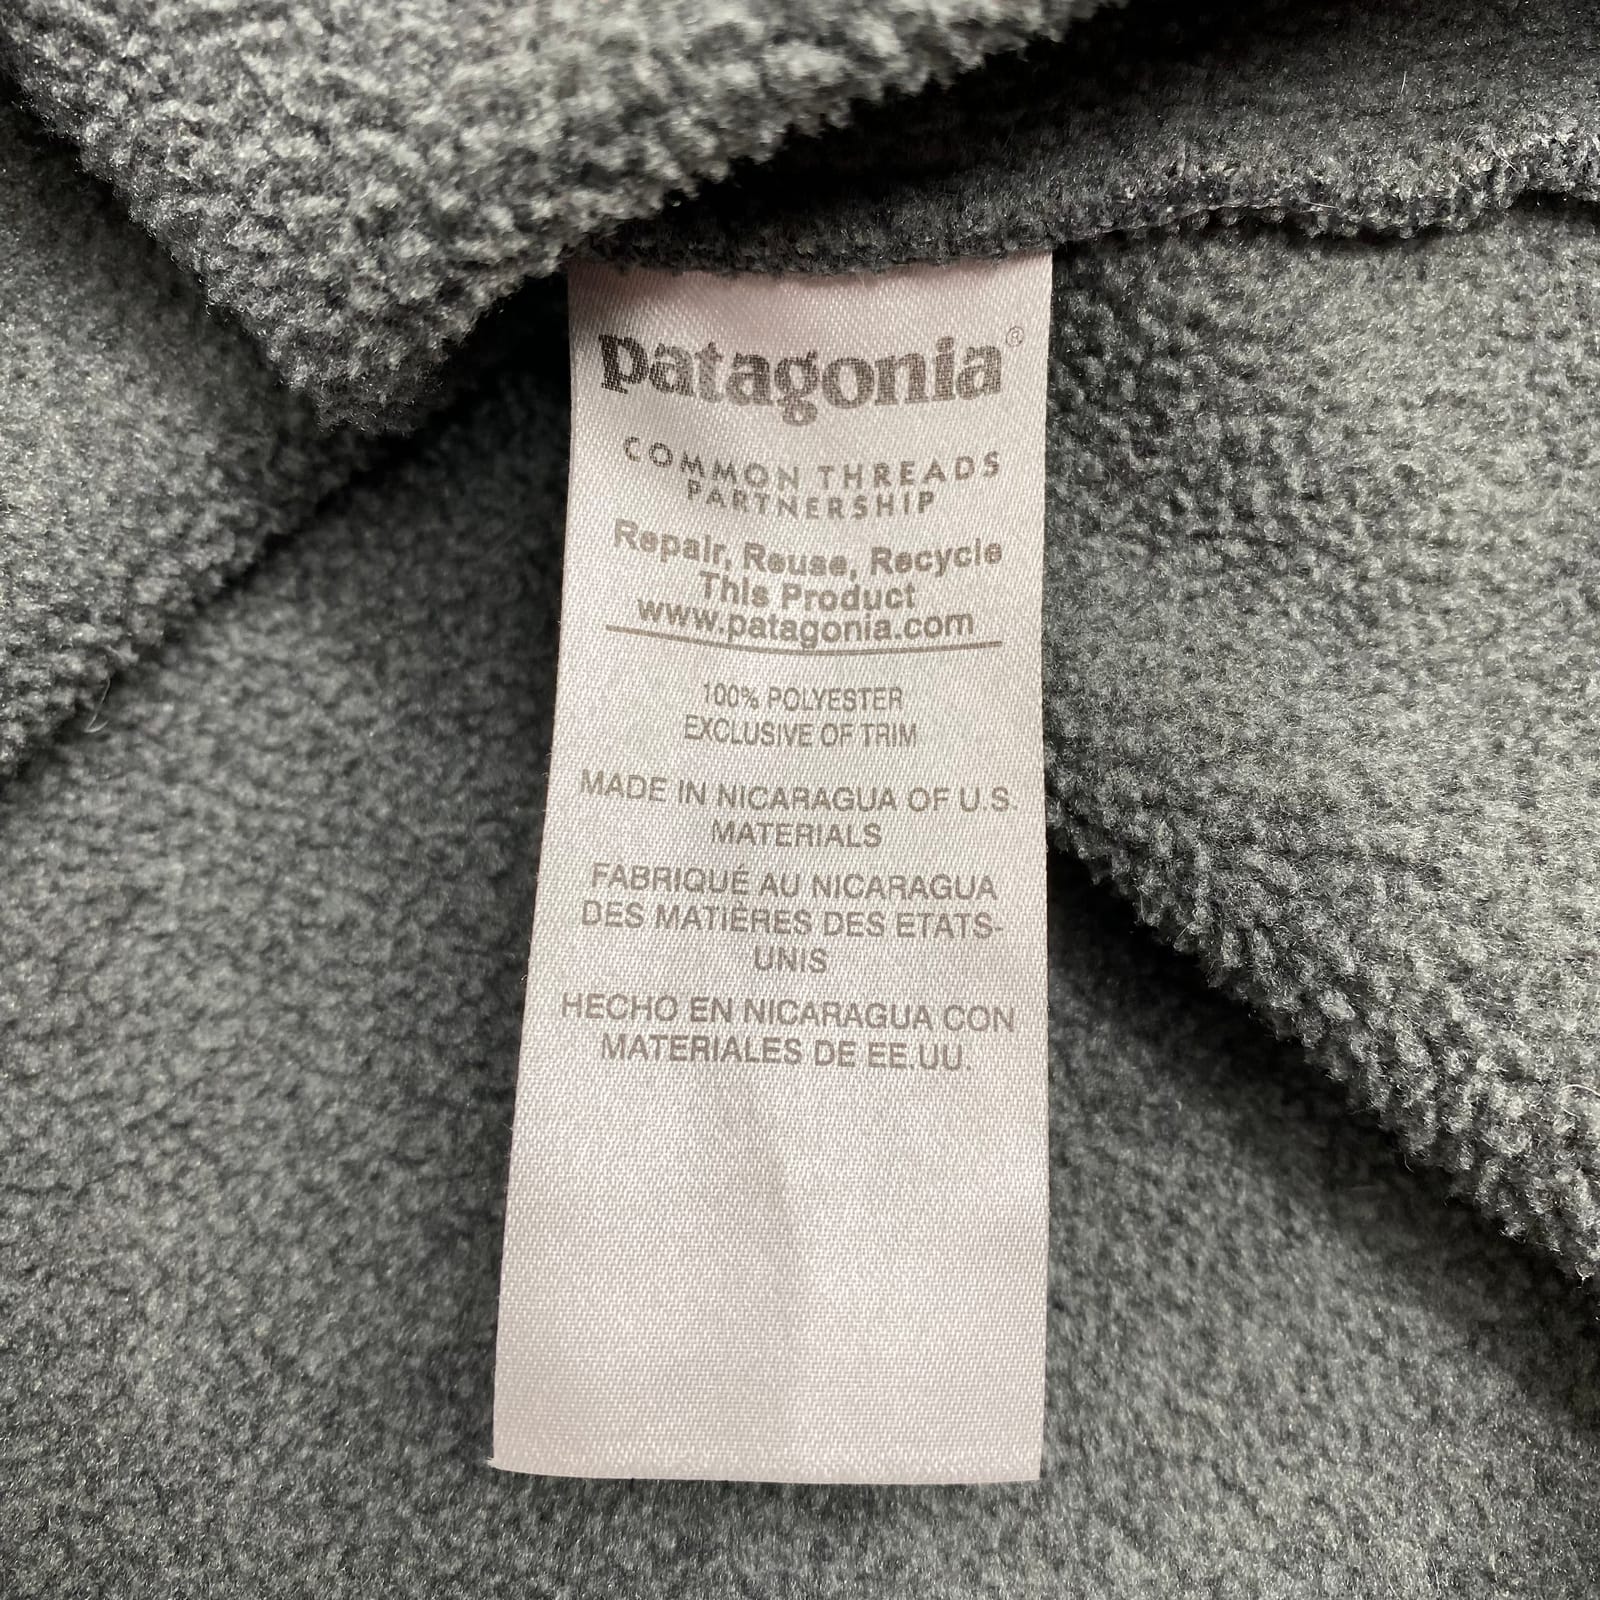 patagonia®
COMMON THREADS
PARTNERSHIP
Repair, Reuse, Recycle
This Product
www.patagonia.com
100% POLYESTER
EXCLUSIVE OF TRIM
MADE IN NICARAGUA OF U.S.
MATERIALS
FABRIQUÉ AU NICARAGUA
DES MATIÈRES DES ETATS-
UNIS
HECHO EN NICARAGUA CON
MATERIALES DE EE.UU.